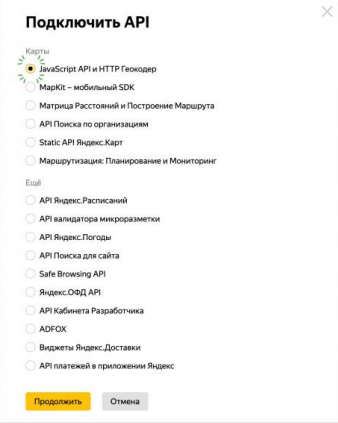 Подключить API
Карты
JavaScript API и HTTP Геокодер
MapKit – мобильный SDK
Матрица Расстояний и Построение Маршрута
API Поиска по организациям
Static API Яндекс.Карт
Маршрутизация: Планирование и Мониторинг
Ещё
API Яндекс.Расписаний
API валидатора микроразметки
API Яндекс.Погоды
API Поиска для сайта
Safe Browsing API
Яндекс.ОФД API
API Кабинета Разработчика
ADFOX
Виджеты Яндекс.Доставки
API платежей в приложении Яндекс
Продолжить Отмена